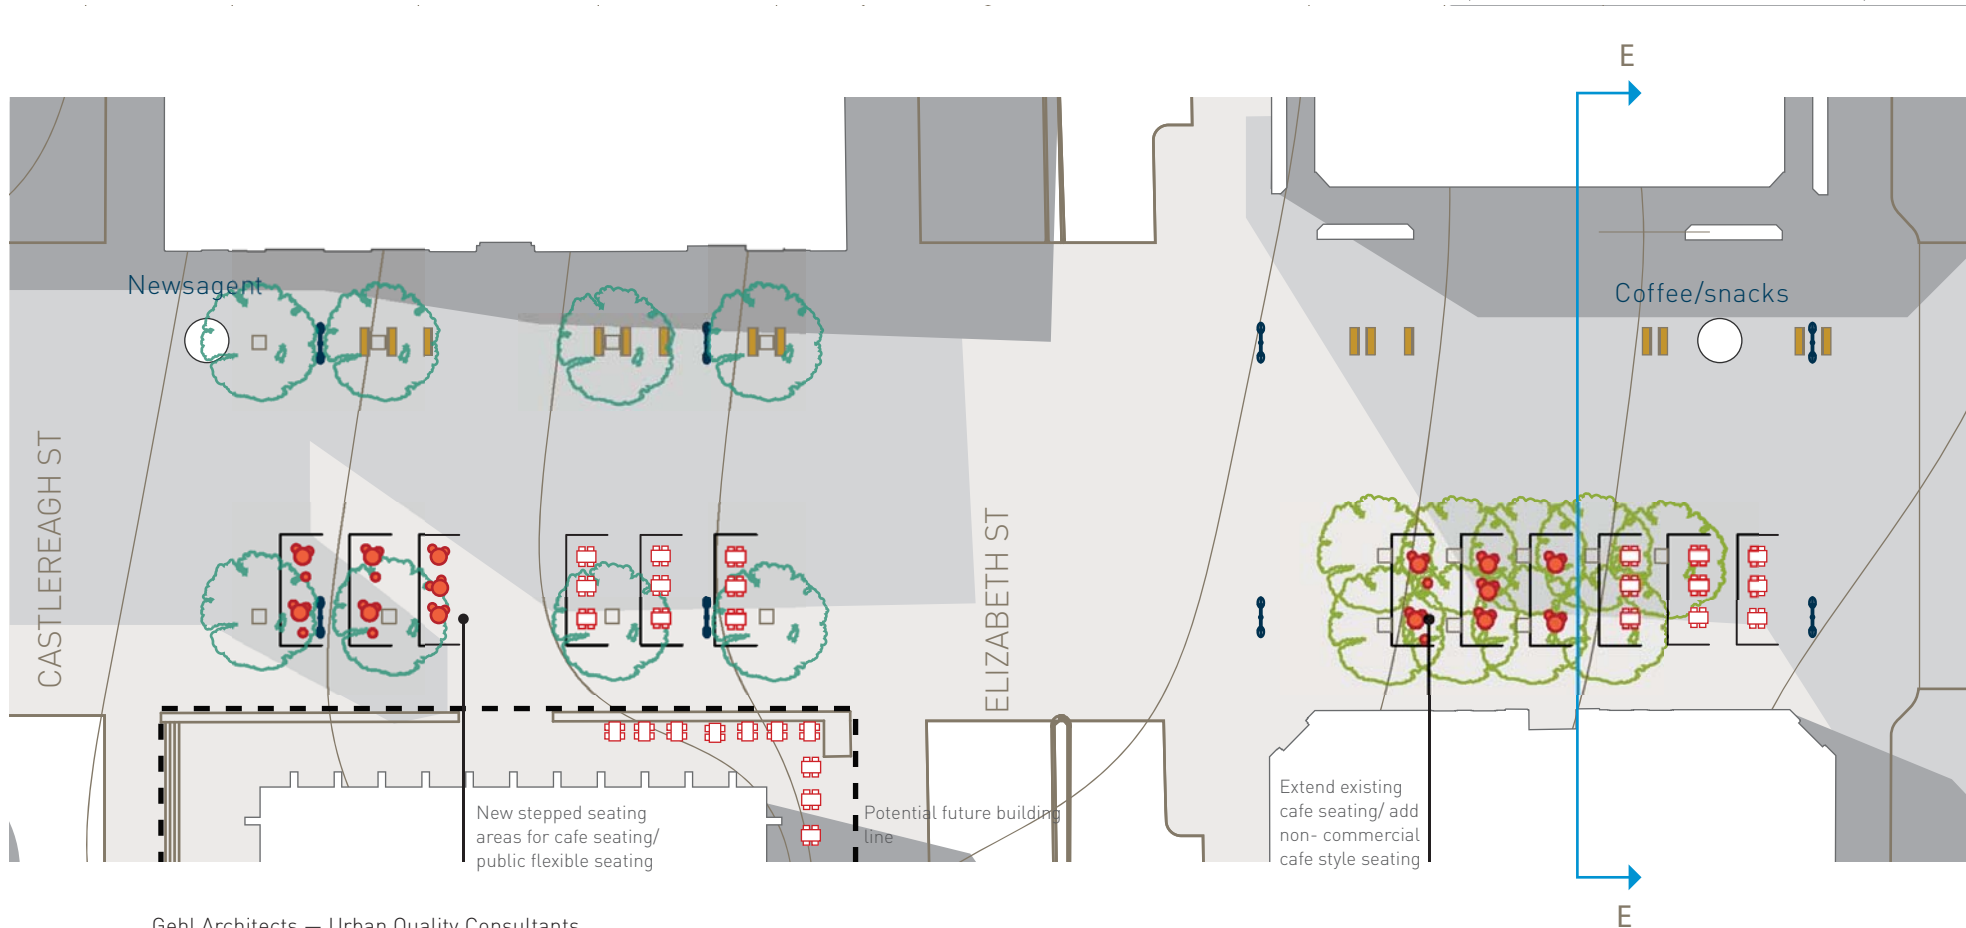 E
Newsagent
Coffee/snacks
CASTLEREAGH ST
ELIZABETH ST
New stepped seating
areas for cafe seating/
public flexible seating
Potential future building
line
Extend existing
cafe seating/ add
non- commercial
cafe style seating
E
Gehl Architects — Urban Quality Consultants